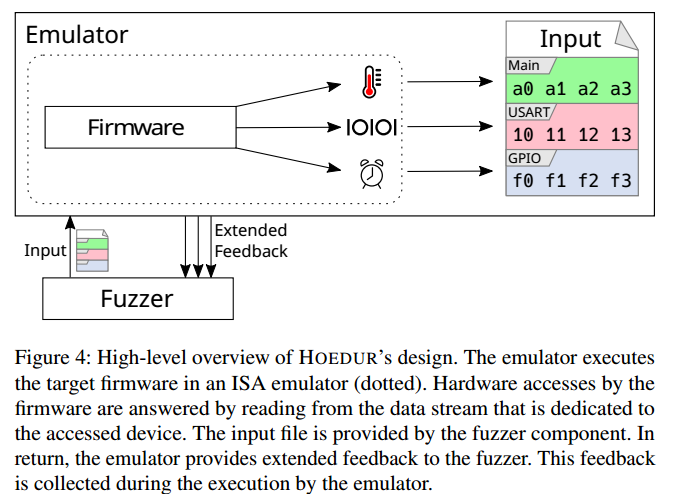 Emulator
Firmware
IOIOI
Input
Main
a0 a1 a2 a3
USART
10 11 12 13
GPIO
f0 f1 f2 f3
Input
Extended
Feedback
Fuzzer
Figure 4: High-level overview of HOEDUR’s design. The emulator executes
the target firmware in an ISA emulator (dotted). Hardware accesses by the
firmware are answered by reading from the data stream that is dedicated to
the accessed device. The input file is provided by the fuzzer component. In
return, the emulator provides extended feedback to the fuzzer. This feedback
is collected during the execution by the emulator.